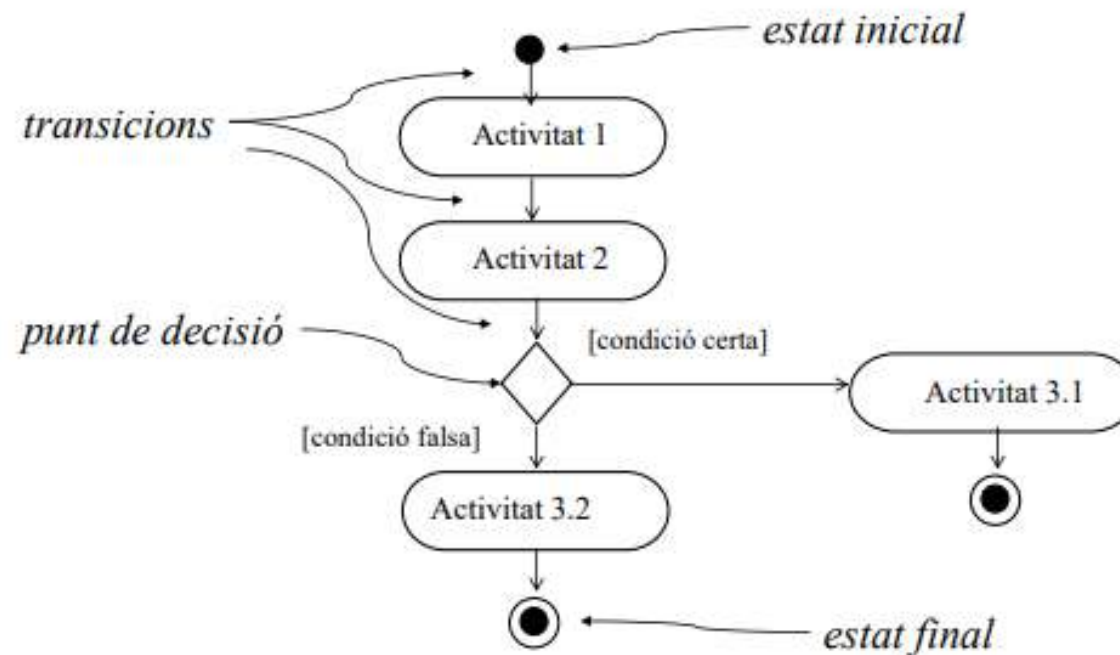 estat inicial
transicions
Activitat 1
Activitat 2
punt de decisió
[condició certa]
Activitat 3.1
[condició falsa]
Activitat 3.2
estat final